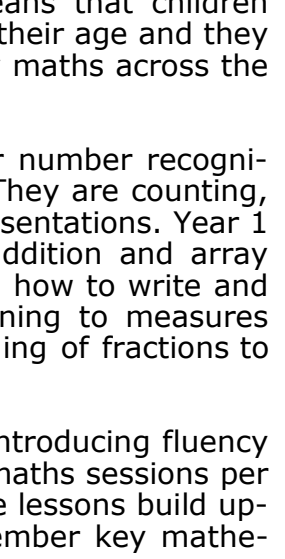 that children
their age and they
maths across the
number recogni-
They are counting,
sentations. Year 1
ddition and array
how to write and
ning to measures
ing of fractions to
ntroducing fluency
maths sessions per
lessons build up-
ember key mathe-